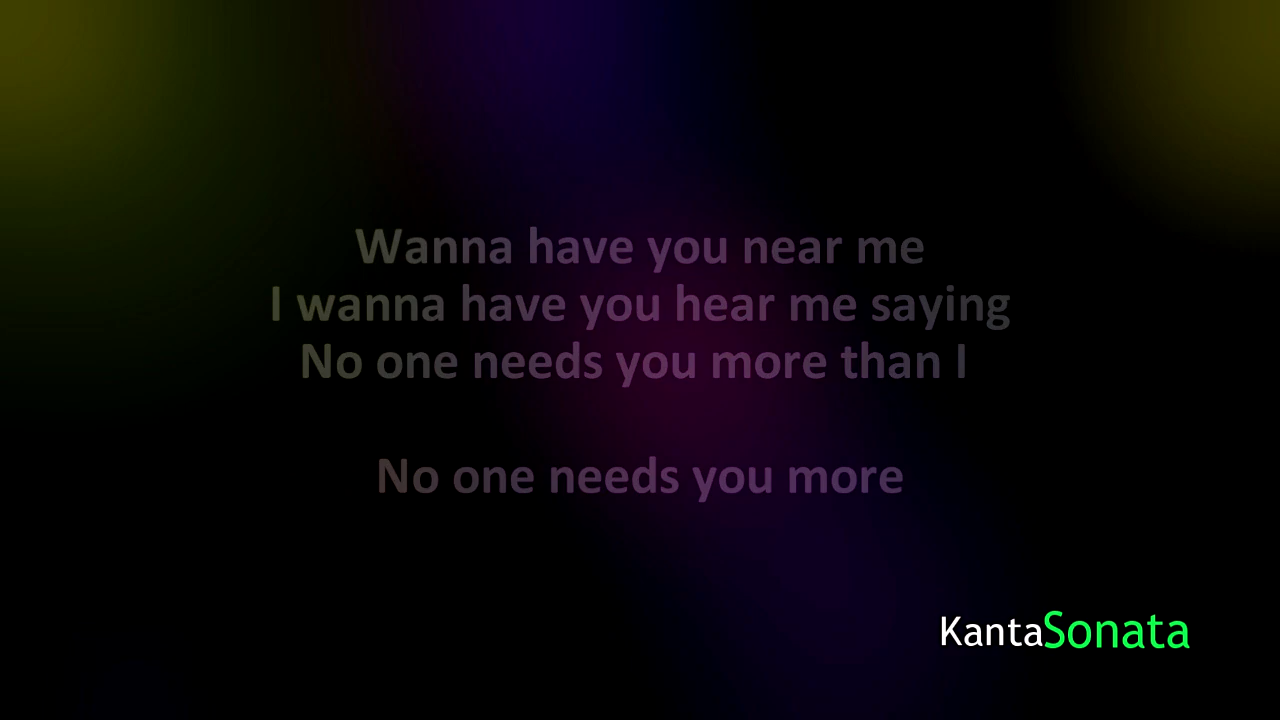 Wanna have you near me
I wanna have you hear me saying
No one needs you more than I
No one needs you more
KantaSonata